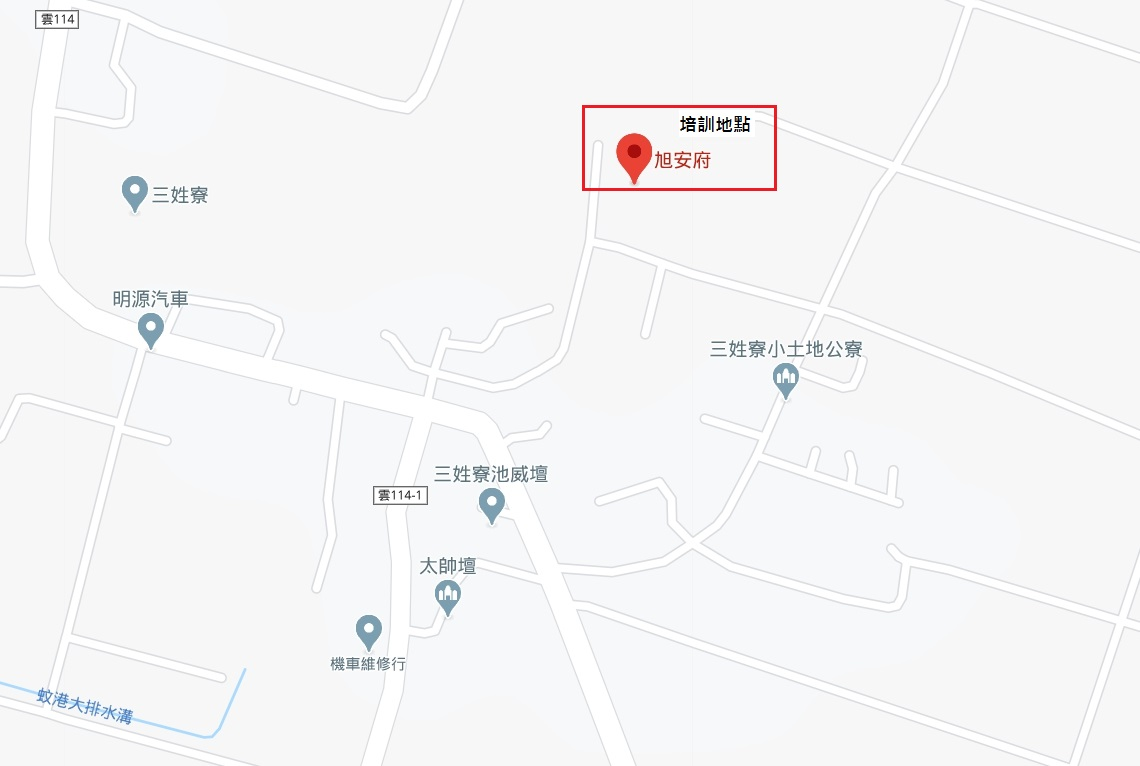 雲114
培訓地點
旭安府
三姓寮
明源汽車
三姓寮小土地公寮
三姓寮池威壇
雲114-1
太帥壇
機車維修行
蚊港大排水溝